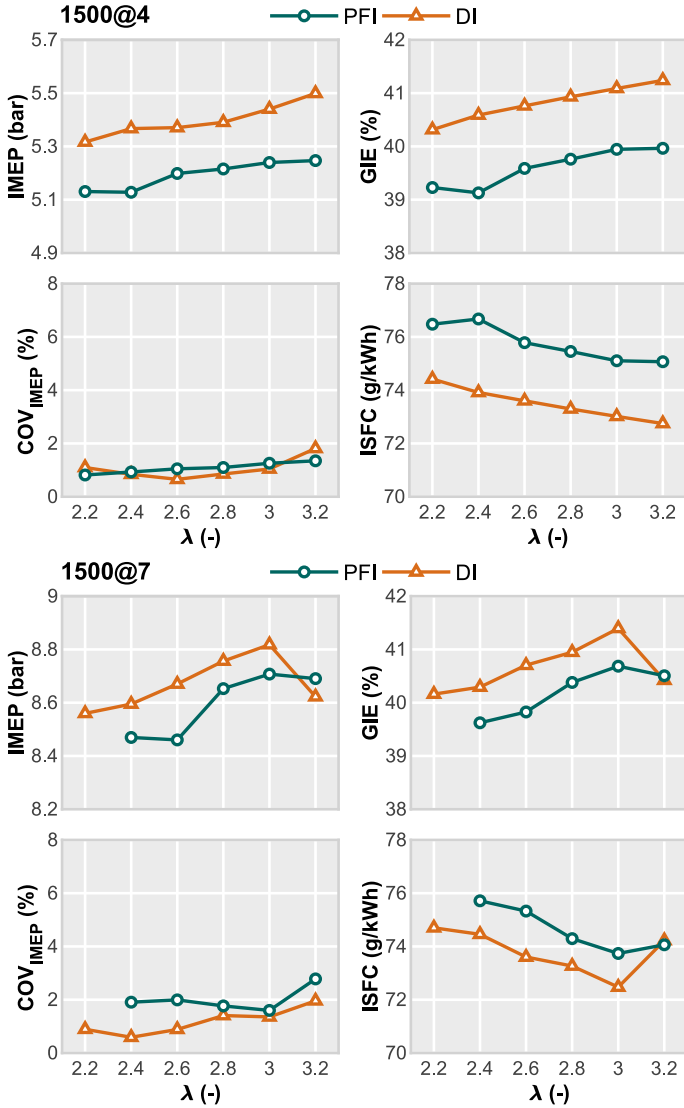 1500@4
PFI DI
IMEP (bar)
5.7
5.5
5.3
5.1
4.9
GIE (%)
42
41
40
39
38
COV_IMEP (%)
8
6
4
2
0
2.2 2.4 2.6 2.8 3 3.2
λ (-)
ISFC (g/kWh)
78
76
74
72
70
2.2 2.4 2.6 2.8 3 3.2
λ (-)
1500@7
PFI DI
IMEP (bar)
9
8.8
8.6
8.4
8.2
GIE (%)
42
41
40
39
38
COV_IMEP (%)
8
6
4
2
0
2.2 2.4 2.6 2.8 3 3.2
λ (-)
ISFC (g/kWh)
78
76
74
72
70
2.2 2.4 2.6 2.8 3 3.2
λ (-)